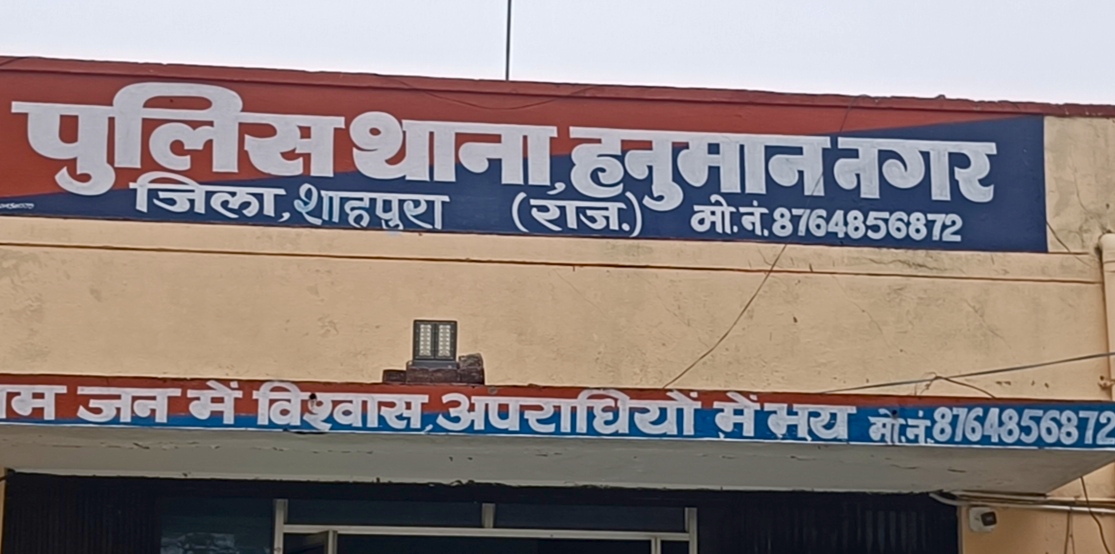 पुलिस थाना हनुमान नगर
जिला, शाहपुरा (राज.) मो.नं. 8764856872
जन में विश्वास, अपराधियों में भय मो.नं. 8764856872